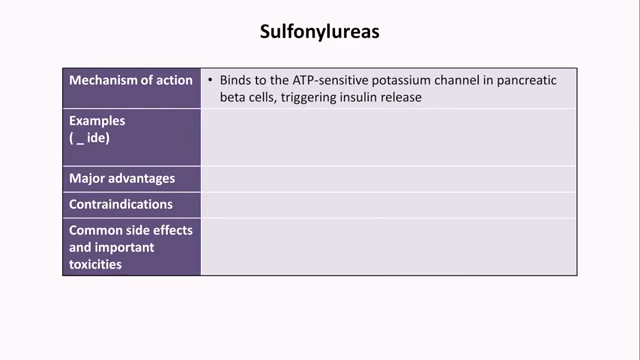 Sulfonylureas
Mechanism of action
• Binds to the ATP-sensitive potassium channel in pancreatic
beta cells, triggering insulin release
Examples
( _ ide)
Major advantages
Contraindications
Common side effects
and important
toxicities